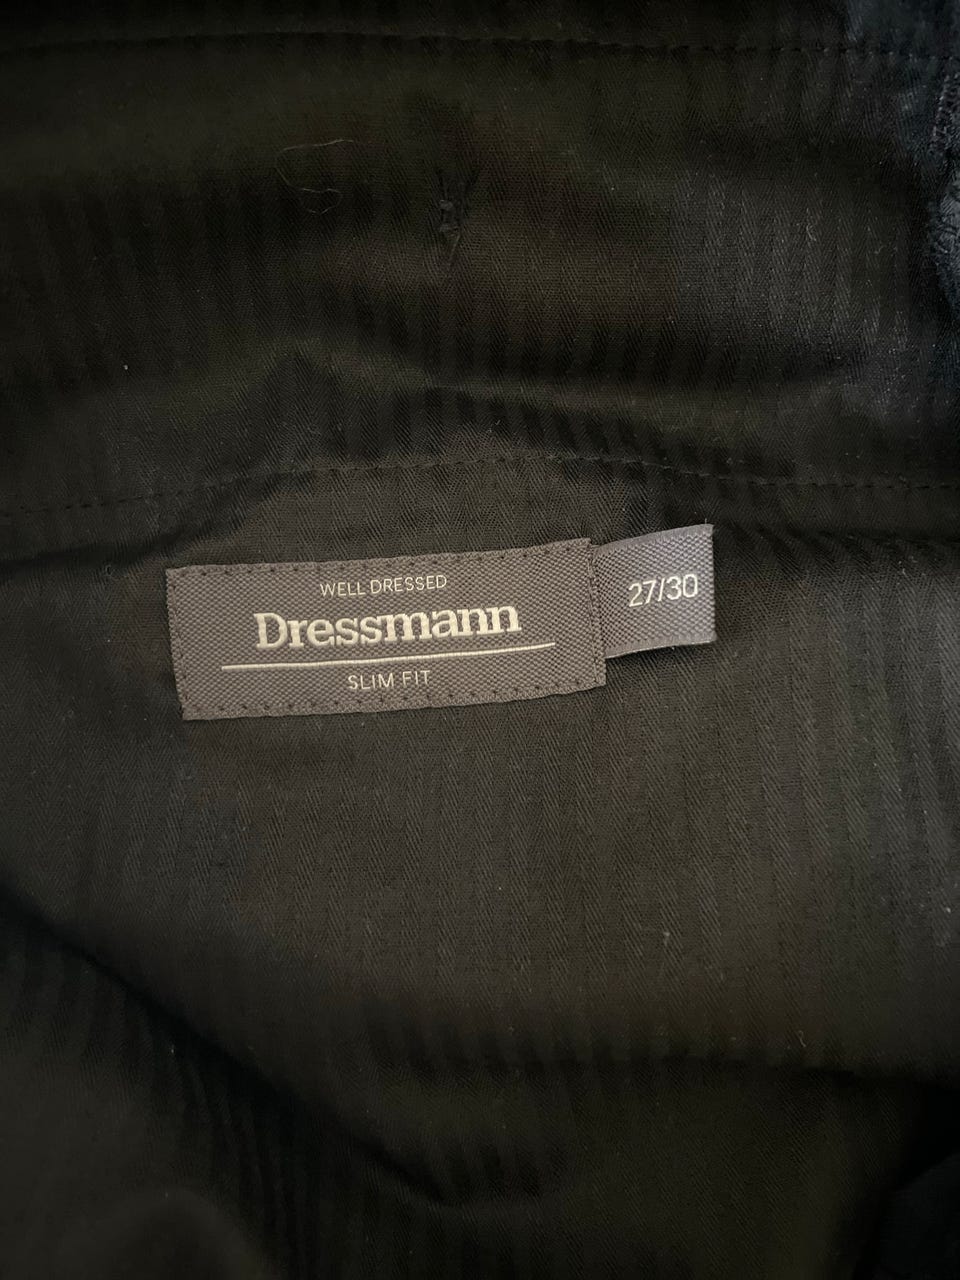 WELL DRESSED
Dressmann
SLIM FIT
27/30